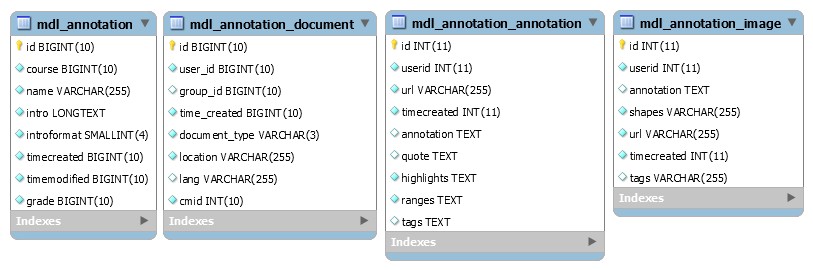 mdl_annotation
id BIGINT(10)
course BIGINT(10)
name VARCHAR(255)
intro LONGTEXT
introformat SMALLINT(4)
timecreated BIGINT(10)
timemodified BIGINT(10)
grade BIGINT(10)
Indexes
mdl_annotation_document
id BIGINT(10)
user_id BIGINT(10)
group_id BIGINT(10)
time_created BIGINT(10)
document_type VARCHAR(3)
location VARCHAR(255)
lang VARCHAR(255)
cmid INT(10)
Indexes
mdl_annotation_annotation
id INT(11)
userid INT(11)
url VARCHAR(255)
timecreated INT(11)
annotation TEXT
quote TEXT
highlights TEXT
ranges TEXT
tags TEXT
Indexes
mdl_annotation_image
id INT(11)
userid INT(11)
annotation TEXT
shapes VARCHAR(255)
url VARCHAR(255)
timecreated INT(11)
tags VARCHAR(255)
Indexes